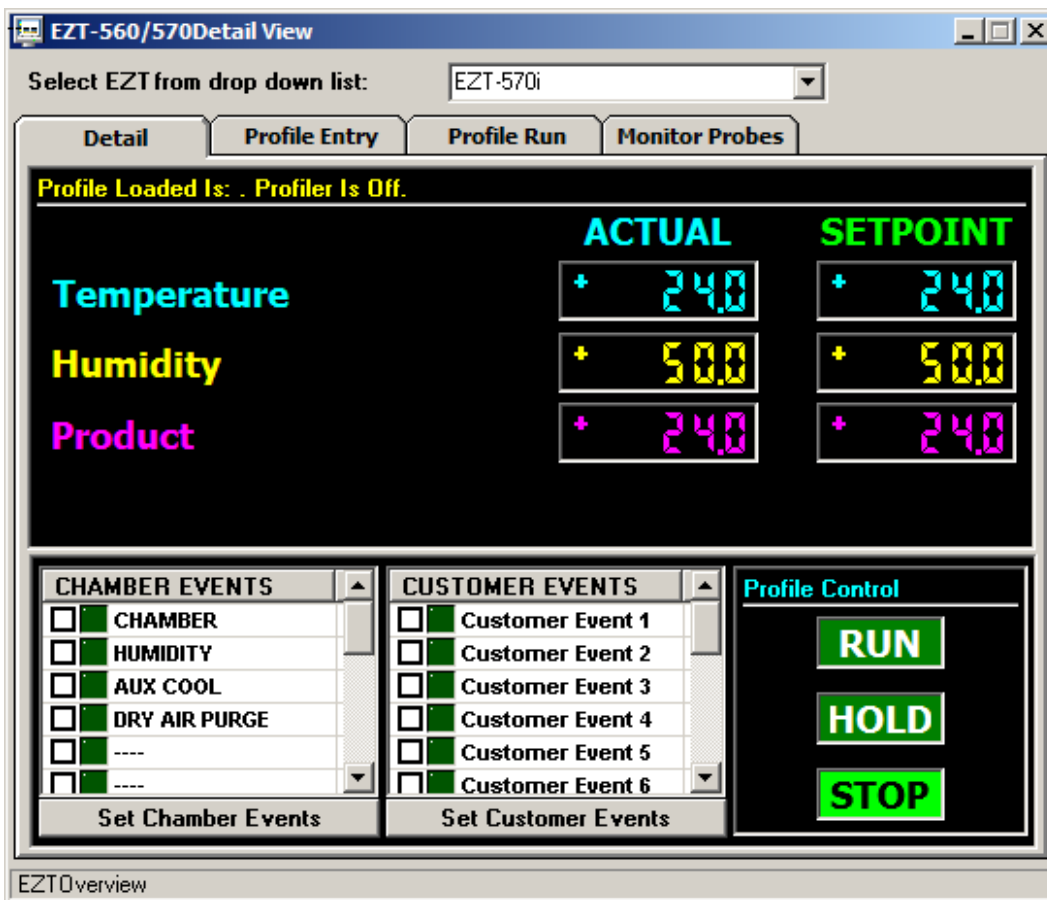 EZT-560/570Detail View
Select EZT from drop down list: EZT-570i
Detail Profile Entry Profile Run Monitor Probes
Profile Loaded Is: . Profiler Is Off.
ACTUAL SETPOINT
Temperature + 24.0 + 24.0
Humidity + 50.0 + 50.0
Product + 24.0 + 24.0
CHAMBER EVENTS
CHAMBER
HUMIDITY
AUX COOL
DRY AIR PURGE
----
----
Set Chamber Events
CUSTOMER EVENTS
Customer Event 1
Customer Event 2
Customer Event 3
Customer Event 4
Customer Event 5
Customer Event 6
Set Customer Events
Profile Control
RUN
HOLD
STOP
EZTOverview